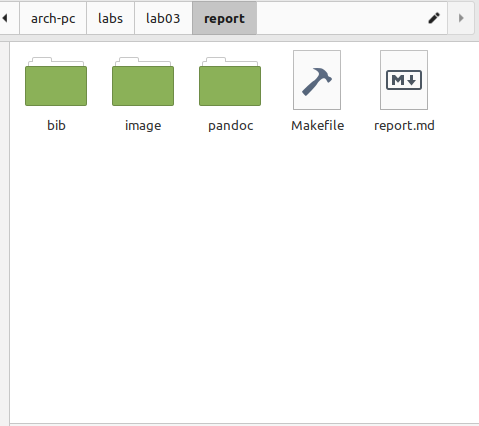 arch-pc labs lab03 report
bib image pandoc Makefile report.md
M